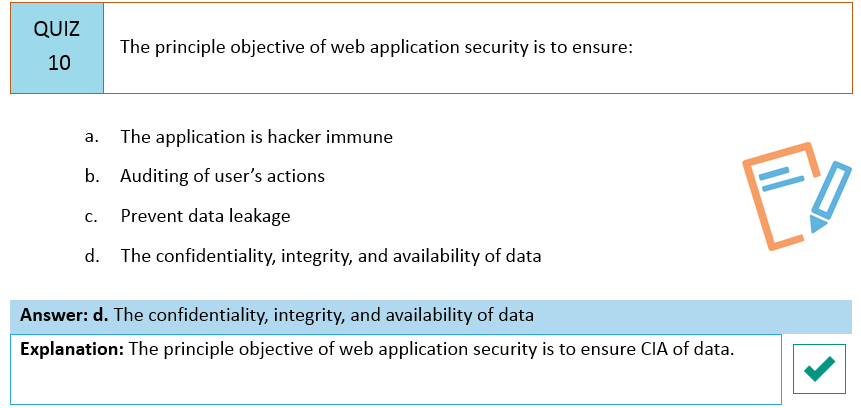 QUIZ
10
The principle objective of web application security is to ensure:
a. The application is hacker immune
b. Auditing of user’s actions
c. Prevent data leakage
d. The confidentiality, integrity, and availability of data
Answer: d. The confidentiality, integrity, and availability of data
Explanation: The principle objective of web application security is to ensure CIA of data.